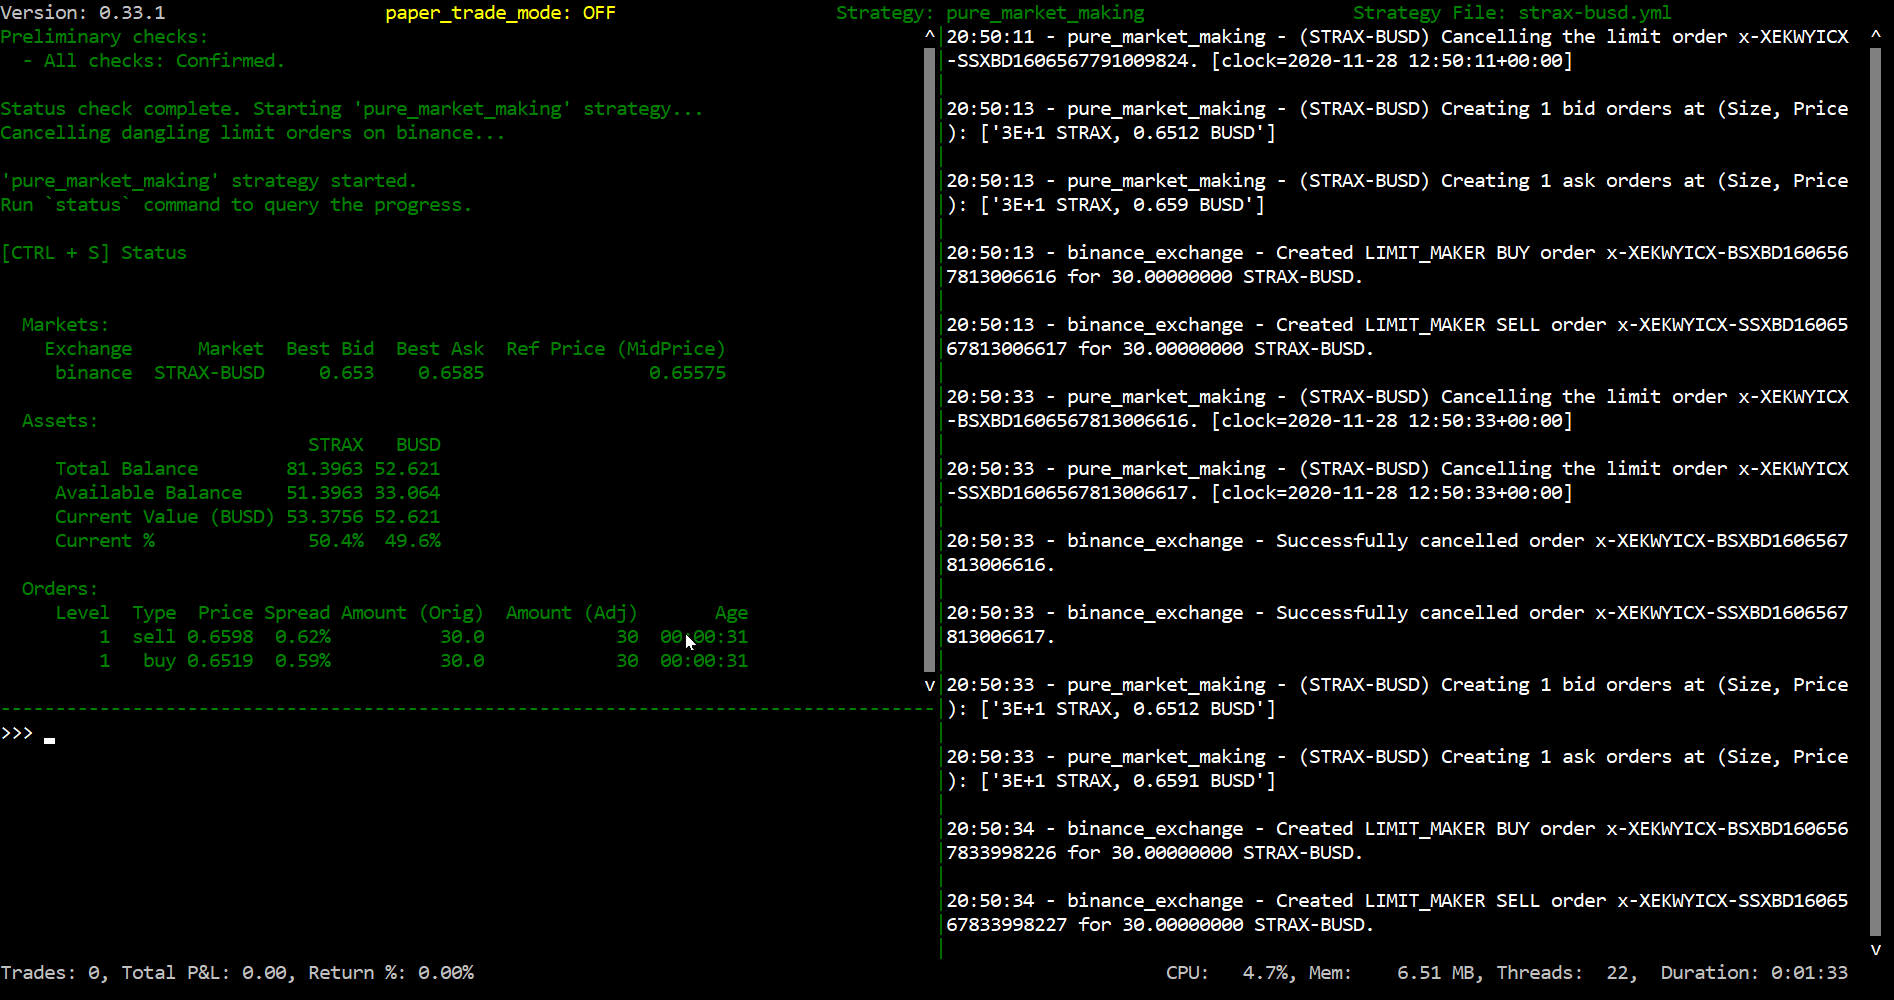 Version: 0.33.1 paper_trade_mode: OFF Strategy: pure_market_making Strategy File: strax-busd.yml
Preliminary checks:
- All checks: Confirmed.
Status check complete. Starting 'pure_market_making' strategy...
Cancelling dangling limit orders on binance...
'pure_market_making' strategy started.
Run `status` command to query the progress.
[CTRL + S] Status
Markets:
Exchange Market Best Bid Best Ask Ref Price (MidPrice)
binance STRAX-BUSD 0.653 0.6585 0.65575
Assets:
STRAX BUSD
Total Balance 81.3963 52.621
Available Balance 51.3963 33.064
Current Value (BUSD) 53.3756 52.621
Current % 50.4% 49.6%
Orders:
Level Type Price Spread Amount (Orig) Amount (Adj) Age
1 sell 0.6598 0.62% 30.0 30 00:00:31
1 buy 0.6519 0.59% 30.0 30 00:00:31
>>>
20:50:11 - pure_market_making - (STRAX-BUSD) Cancelling the limit order x-XEKWYICX
-SSXBD1606567791009824. [clock=2020-11-28 12:50:11+00:00]
20:50:13 - pure_market_making - (STRAX-BUSD) Creating 1 bid orders at (Size, Price
): ['3E+1 STRAX, 0.6512 BUSD']
20:50:13 - pure_market_making - (STRAX-BUSD) Creating 1 ask orders at (Size, Price
): ['3E+1 STRAX, 0.659 BUSD']
20:50:13 - binance_exchange - Created LIMIT_MAKER BUY order x-XEKWYICX-BSXBD160656
7813006616 for 30.00000000 STRAX-BUSD.
20:50:13 - binance_exchange - Created LIMIT_MAKER SELL order x-XEKWYICX-SSXBD16065
67813006617 for 30.00000000 STRAX-BUSD.
20:50:33 - pure_market_making - (STRAX-BUSD) Cancelling the limit order x-XEKWYICX
-BSXBD1606567813006616. [clock=2020-11-28 12:50:33+00:00]
20:50:33 - pure_market_making - (STRAX-BUSD) Cancelling the limit order x-XEKWYICX
-SSXBD1606567813006617. [clock=2020-11-28 12:50:33+00:00]
20:50:33 - binance_exchange - Successfully cancelled order x-XEKWYICX-BSXBD1606567
813006616.
20:50:33 - binance_exchange - Successfully cancelled order x-XEKWYICX-SSXBD1606567
813006617.
20:50:33 - pure_market_making - (STRAX-BUSD) Creating 1 bid orders at (Size, Price
): ['3E+1 STRAX, 0.6512 BUSD']
20:50:33 - pure_market_making - (STRAX-BUSD) Creating 1 ask orders at (Size, Price
): ['3E+1 STRAX, 0.6591 BUSD']
20:50:34 - binance_exchange - Created LIMIT_MAKER BUY order x-XEKWYICX-BSXBD160656
7833998226 for 30.00000000 STRAX-BUSD.
20:50:34 - binance_exchange - Created LIMIT_MAKER SELL order x-XEKWYICX-SSXBD16065
67833998227 for 30.00000000 STRAX-BUSD.
Trades: 0, Total P&L: 0.00, Return %: 0.00% CPU: 4.7%, Mem: 6.51 MB, Threads: 22, Duration: 0:01:33